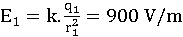 E₁ = k.q₁/r₁² = 900 V/m